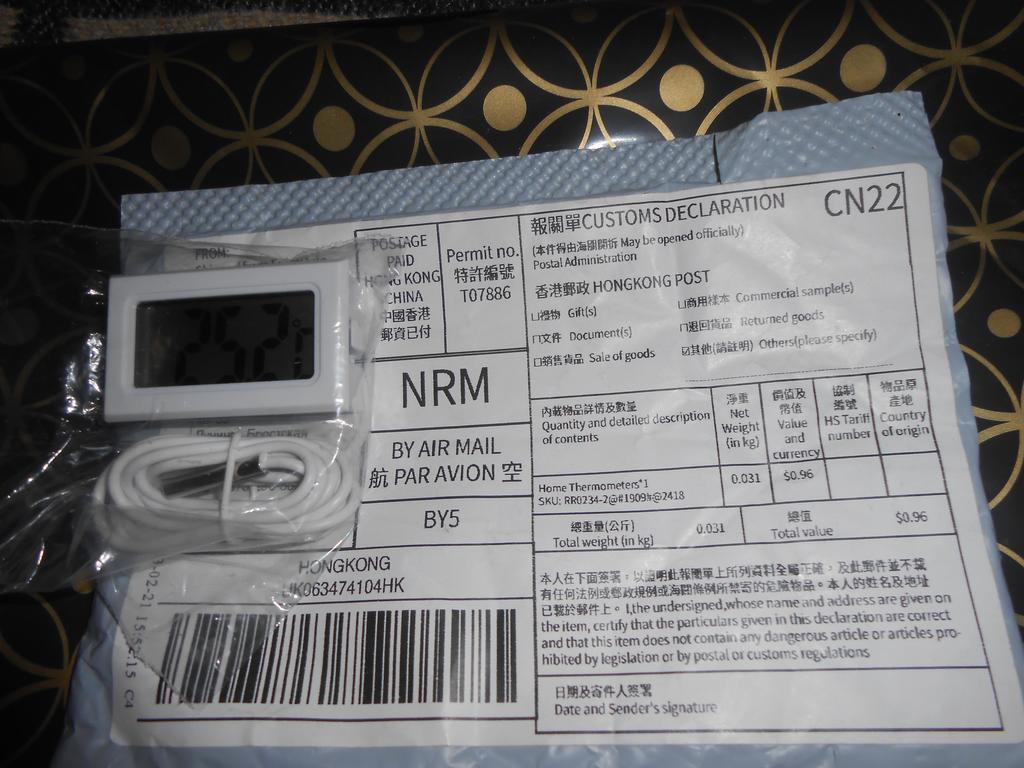 FROM:
POSTAGE
PAID
HONG KONG
CHINA
中國香港
郵資已付
Permit no.
特許編號
T07886
NRM
BY AIR MAIL
航 PAR AVION 空
BY5
HONGKONG
UK063474104HK
報關單CUSTOMS DECLARATION
CN22
(本件得由海關開拆 May be opened officially)
Postal Administration
香港郵政 HONGKONG POST
□禮物 Gift(s)
□商用樣本 Commercial sample(s)
□文件 Document(s)
□退回貨品 Returned goods
□銷售貨品 Sale of goods
☑其他(請註明) Others(please specify)
內載物品詳情及數量
Quantity and detailed description
of contents
淨重
Net
Weight
(in kg)
價值及
幣值
Value
and
currency
協制
編號
HS Tariff
number
物品原
產地
Country
of origin
Home Thermometers*1
SKU: RR0234-2@#1909#@2418
0.031
$0.96
總重量(公斤)
Total weight (in kg)
0.031
總值
Total value
$0.96
本人在下面簽署，以證明此報關單上所列資料全屬正確，及此郵件並不裝
有任何法例或郵政規例或海關條例所禁寄的危險物品。本人的姓名及地址
已載於郵件上。I,the undersigned,whose name and address are given on
the item, certify that the particulars given in this declaration are correct
and that this item does not contain any dangerous article or articles pro-
hibited by legislation or by postal or customs regulations
日期及寄件人簽署
Date and Sender's signature